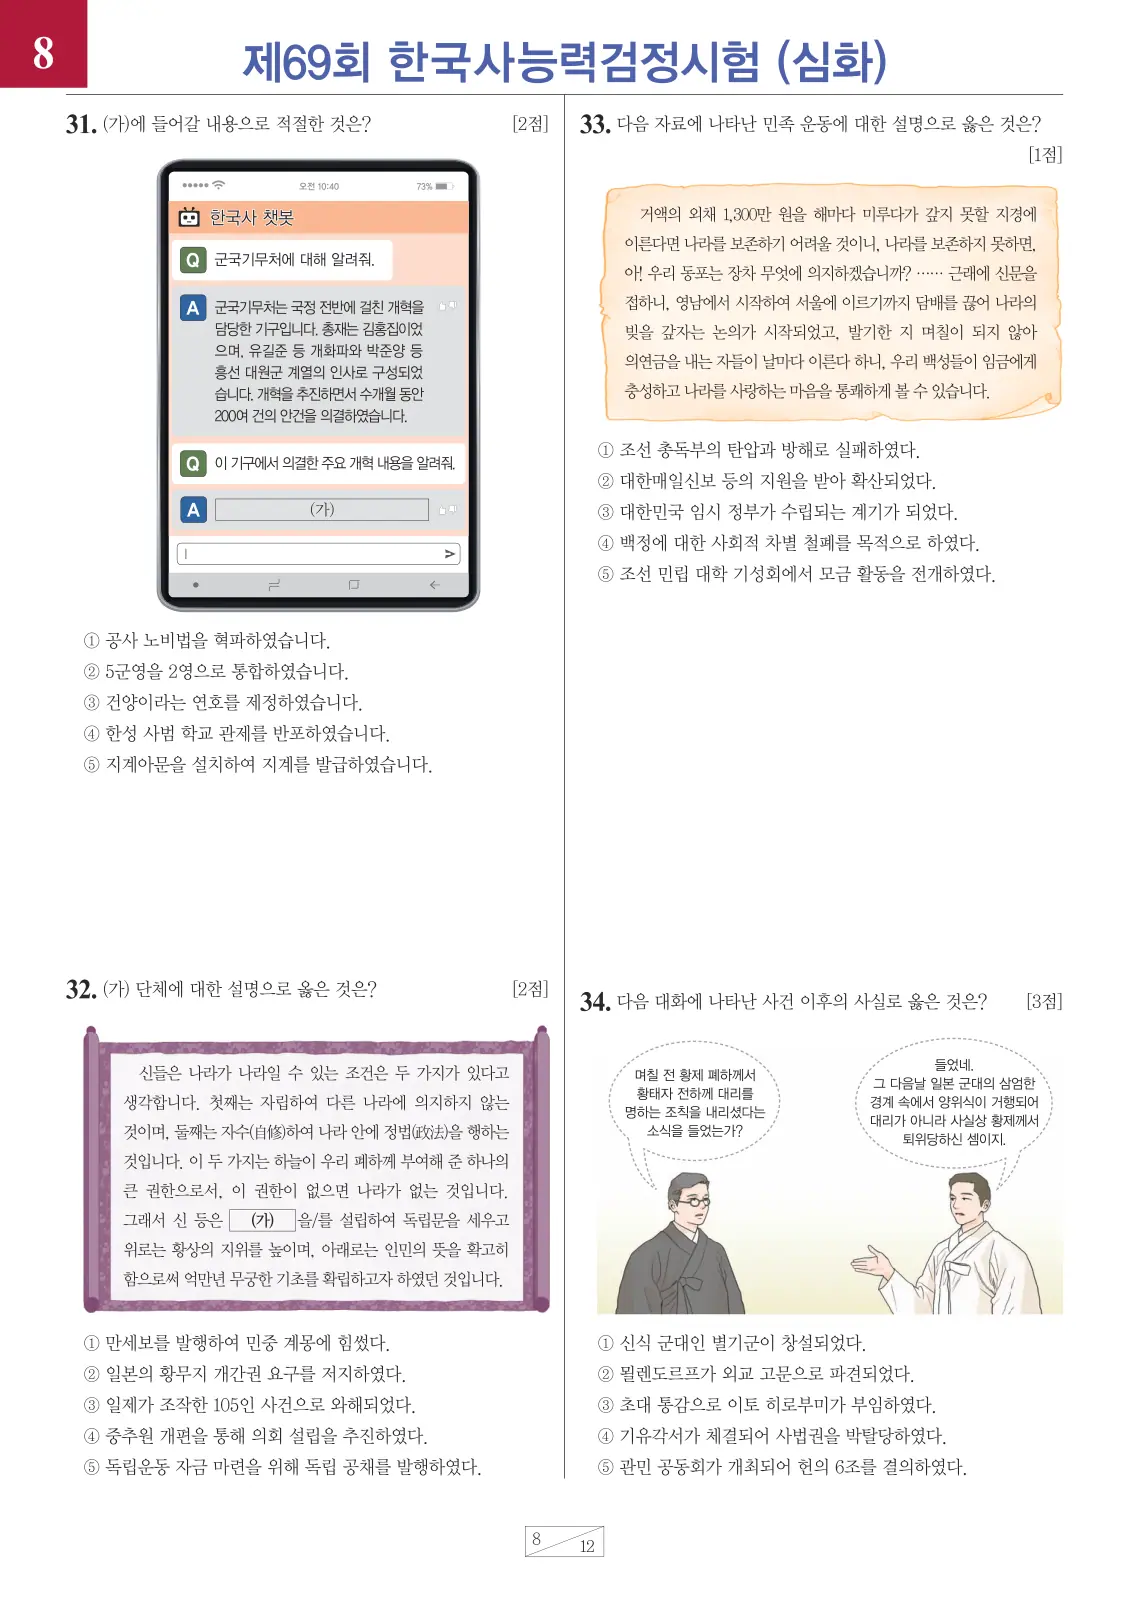 8
제69회 한국사능력검정시험 (심화)
31. (가)에 들어갈 내용으로 적절한 것은? [2점]
오전 10:40 73%
한국사 챗봇
Q 군국기무처에 대해 알려줘.
A 군국기무처는 국정 전반에 걸친 개혁을
담당한 기구입니다. 총재는 김홍집이었
으며, 유길준 등 개화파와 박준양 등
흥선 대원군 계열의 인사로 구성되었
습니다. 개혁을 추진하면서 수개월 동안
200여 건의 안건을 의결하였습니다.
Q 이 기구에서 의결한 주요 개혁 내용을 알려줘.
A (가)
① 공사 노비법을 혁파하였습니다.
② 5군영을 2영으로 통합하였습니다.
③ 건양이라는 연호를 제정하였습니다.
④ 한성 사범 학교 관제를 반포하였습니다.
⑤ 지계아문을 설치하여 지계를 발급하였습니다.
32. (가) 단체에 대한 설명으로 옳은 것은? [2점]
신들은 나라가 나라일 수 있는 조건은 두 가지가 있다고
생각합니다. 첫째는 자립하여 다른 나라에 의지하지 않는
것이며, 둘째는 자수(自修)하여 나라 안에 정법(政法)을 행하는
것입니다. 이 두 가지는 하늘이 우리 폐하께 부여해 준 하나의
큰 권한으로서, 이 권한이 없으면 나라가 없는 것입니다.
그래서 신 등은 (가) 을/를 설립하여 독립문을 세우고
위로는 황상의 지위를 높이며, 아래로는 인민의 뜻을 확고히
함으로써 억만년 무궁한 기초를 확립하고자 하였던 것입니다.
① 만세보를 발행하여 민중 계몽에 힘썼다.
② 일본의 황무지 개간권 요구를 저지하였다.
③ 일제가 조작한 105인 사건으로 와해되었다.
④ 중추원 개편을 통해 의회 설립을 추진하였다.
⑤ 독립운동 자금 마련을 위해 독립 공채를 발행하였다.
33. 다음 자료에 나타난 민족 운동에 대한 설명으로 옳은 것은?
[1점]
거액의 외채 1,300만 원을 해마다 미루다가 갚지 못할 지경에
이른다면 나라를 보존하기 어려울 것이니, 나라를 보존하지 못하면,
아! 우리 동포는 장차 무엇에 의지하겠습니까? …… 근래에 신문을
접하니, 영남에서 시작하여 서울에 이르기까지 담배를 끊어 나라의
빚을 갚자는 논의가 시작되었고, 발기한 지 며칠이 되지 않아
의연금을 내는 자들이 날마다 이른다 하니, 우리 백성들이 임금에게
충성하고 나라를 사랑하는 마음을 통쾌하게 볼 수 있습니다.
① 조선 총독부의 탄압과 방해로 실패하였다.
② 대한매일신보 등의 지원을 받아 확산되었다.
③ 대한민국 임시 정부가 수립되는 계기가 되었다.
④ 백정에 대한 사회적 차별 철폐를 목적으로 하였다.
⑤ 조선 민립 대학 기성회에서 모금 활동을 전개하였다.
34. 다음 대화에 나타난 사건 이후의 사실로 옳은 것은? [3점]
며칠 전 황제 폐하께서
황태자 전하께 대리를
명하는 조칙을 내리셨다는
소식을 들었는가?
들었네.
그 다음날 일본 군대의 삼엄한
경계 속에서 양위식이 거행되어
대리가 아니라 사실상 황제께서
퇴위당하신 셈이지.
① 신식 군대인 별기군이 창설되었다.
② 묄렌도르프가 외교 고문으로 파견되었다.
③ 초대 통감으로 이토 히로부미가 부임하였다.
④ 기유각서가 체결되어 사법권을 박탈당하였다.
⑤ 관민 공동회가 개최되어 헌의 6조를 결의하였다.
8
12